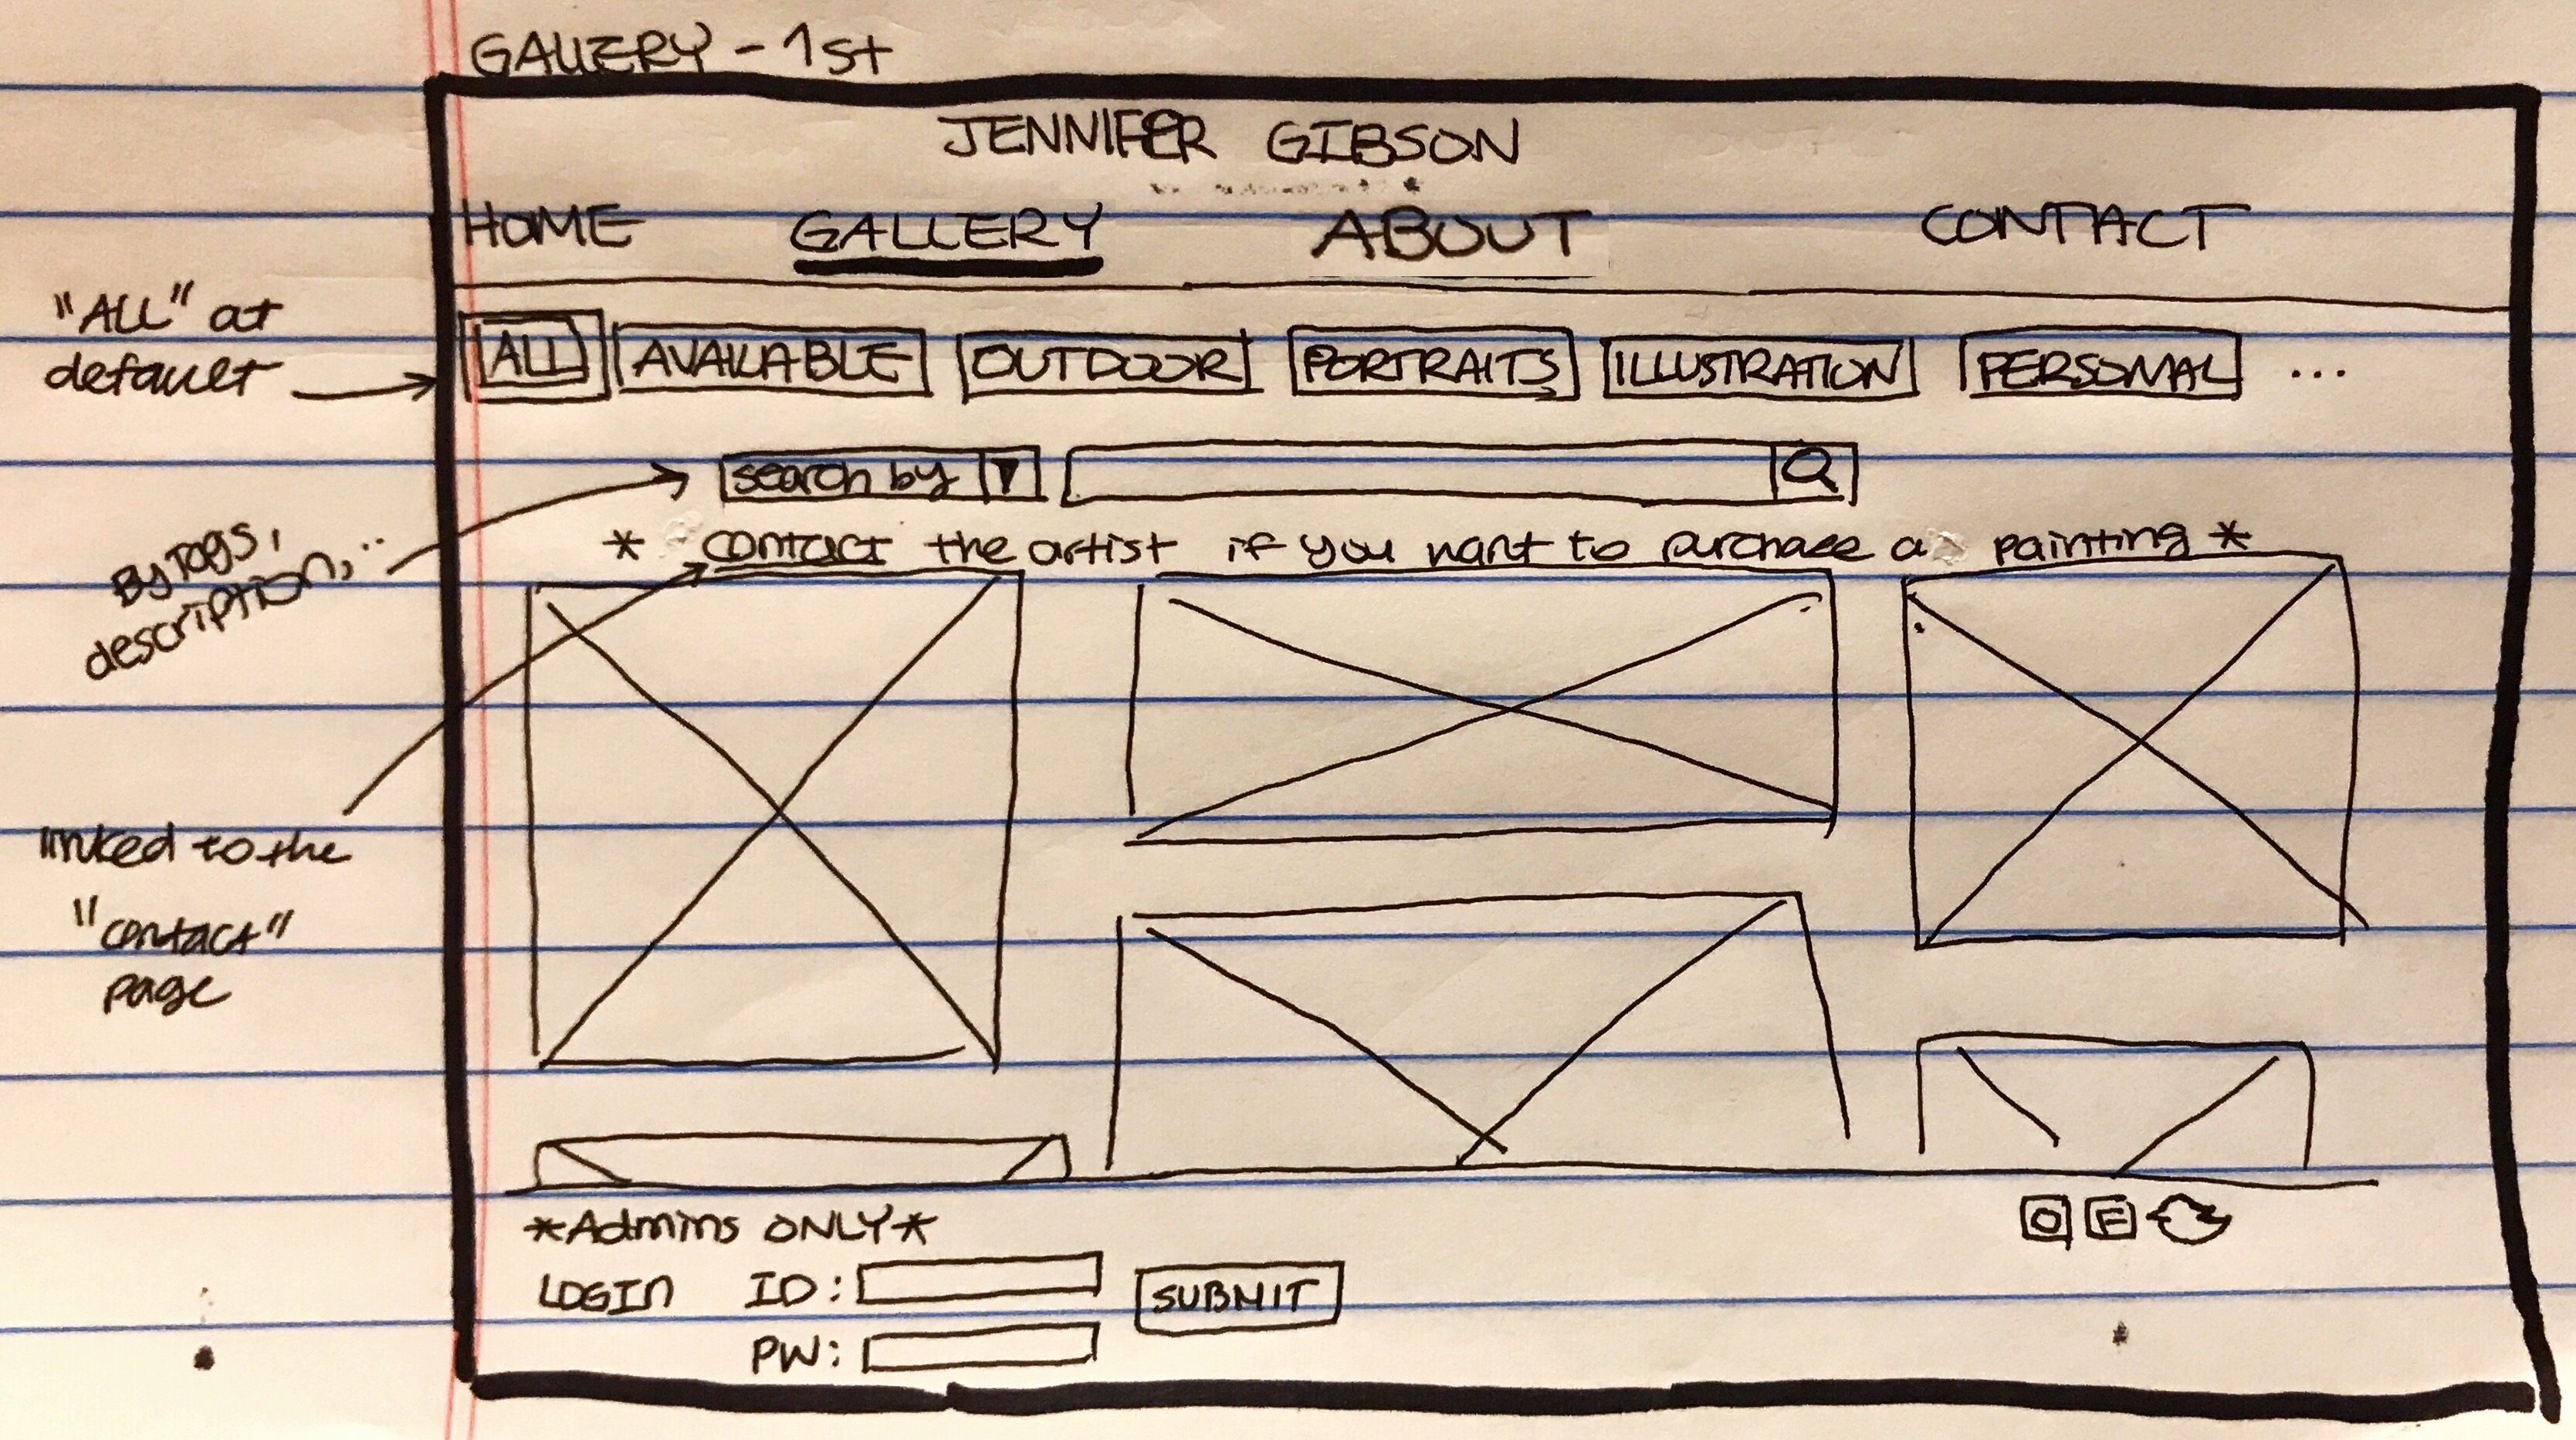 GALLERY - 1st
JENNIFER GIBSON
HOME GALLERY ABOUT CONTACT
"ALL" at
default
ALL AVAILABLE OUTDOOR PORTRAITS ILLUSTRATION PERSONAL ...
search by
By Tags,
description,..
* contact the artist if you want to purchase a painting *
linked to the
"contact"
page
*Admins ONLY*
F
LOGIN ID:
SUBMIT
PW: